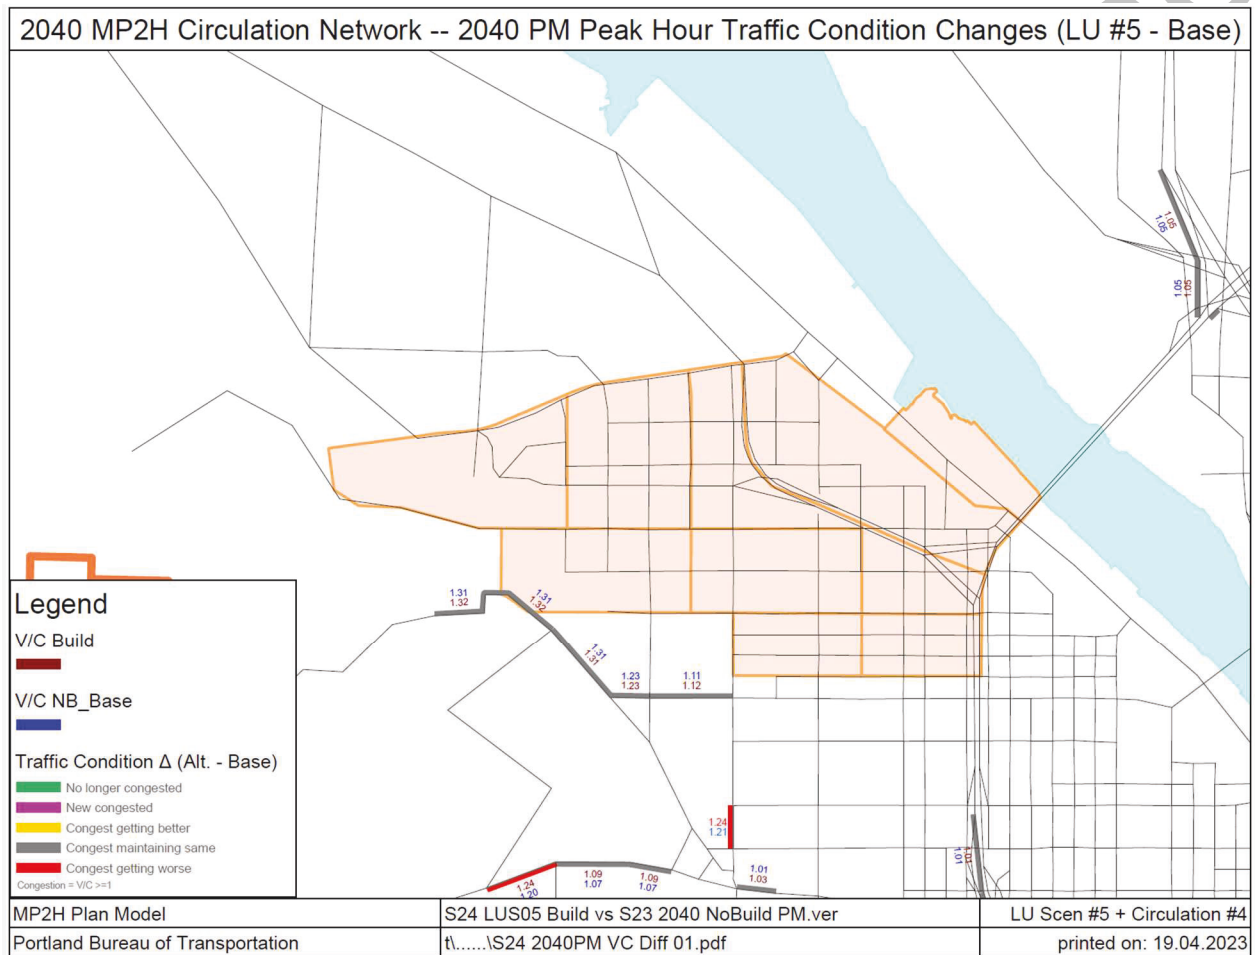 2040 MP2H Circulation Network -- 2040 PM Peak Hour Traffic Condition Changes (LU #5 - Base)
1.05
1.05
1.05
1.05
1.31
1.32
1.31
1.32
1.31
1.31
1.23
1.23
1.11
1.12
1.24
1.21
1.01
1.01
1.24
1.20
1.09
1.07
1.09
1.07
1.01
1.03
Legend
V/C Build
V/C NB_Base
Traffic Condition Δ (Alt. - Base)
No longer congested
New congested
Congest getting better
Congest maintaining same
Congest getting worse
Congestion = V/C >=1
MP2H Plan Model
S24 LUS05 Build vs S23 2040 NoBuild PM.ver
LU Scen #5 + Circulation #4
Portland Bureau of Transportation
t\......\S24 2040PM VC Diff 01.pdf
printed on: 19.04.2023